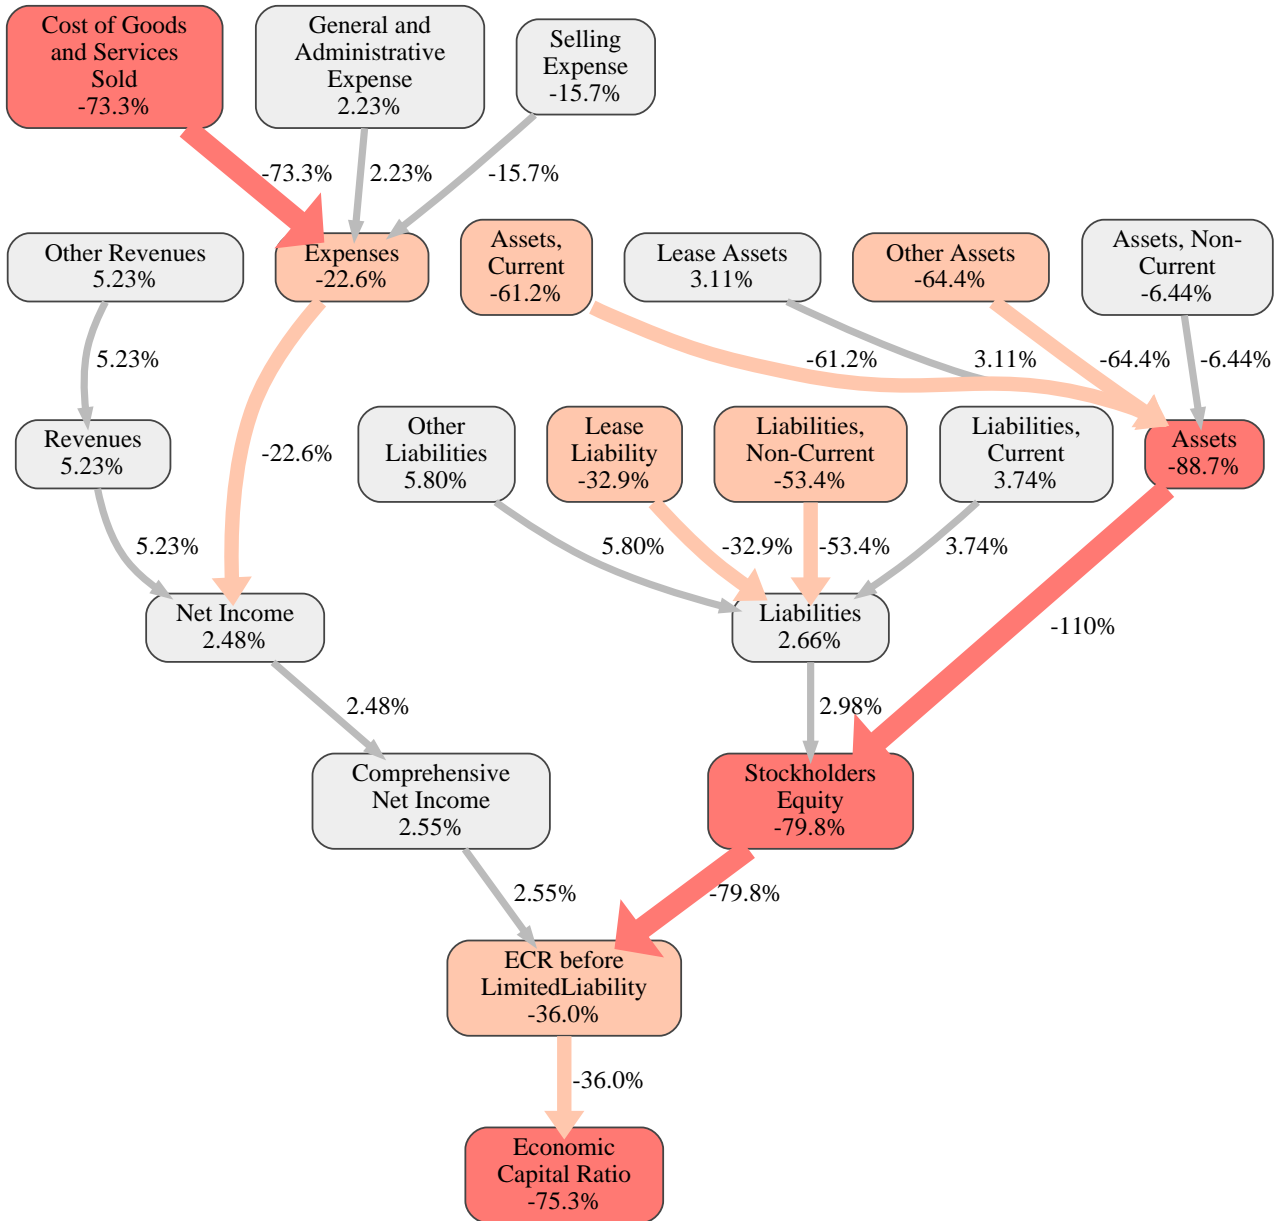 Cost of Goods
and Services
Sold
-73.3%
General and
Administrative
Expense
2.23%
Selling
Expense
-15.7%
-73.3%
2.23%
-15.7%
Other Revenues
5.23%
Expenses
-22.6%
Assets,
Current
-61.2%
Lease Assets
3.11%
Other Assets
-64.4%
Assets, Non-
Current
-6.44%
5.23%
-61.2%
3.11%
-64.4%
-6.44%
Revenues
5.23%
-22.6%
Other
Liabilities
5.80%
Lease
Liability
-32.9%
Liabilities,
Non-Current
-53.4%
Liabilities,
Current
3.74%
Assets
-88.7%
5.23%
5.80%
-32.9%
-53.4%
3.74%
Net Income
2.48%
Liabilities
2.66%
-110%
2.48%
2.98%
Comprehensive
Net Income
2.55%
Stockholders
Equity
-79.8%
2.55%
-79.8%
ECR before
LimitedLiability
-36.0%
-36.0%
Economic
Capital Ratio
-75.3%